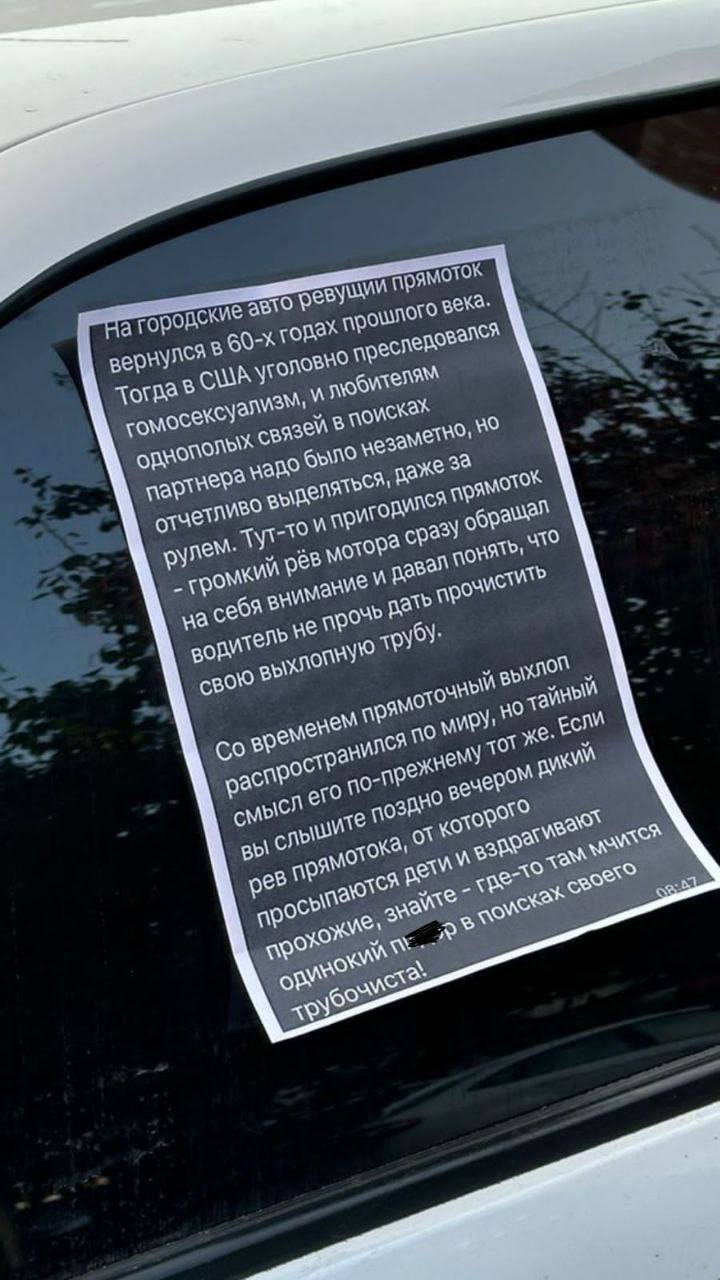 На городские авто ревущий прямоток
вернулся в 60-х годах прошлого века.
Тогда в США уголовно преследовался
гомосексуализм, и любителям
однополых связей в поисках
партнера надо было незаметно, но
отчетливо выделяться, даже за
рулем. Тут-то и пригодился прямоток
- громкий рёв мотора сразу обращал
на себя внимание и давал понять, что
водитель не прочь дать прочистить
свою выхлопную трубу.
Со временем прямоточный выхлоп
распространился по миру, но тайный
смысл его по-прежнему тот же. Если
вы слышите поздно вечером дикий
рев прямотока, от которого
просыпаются дети и вздрагивают
прохожие, знайте - где-то там мчится
одинокий в поисках своего
трубочиста!
08:47